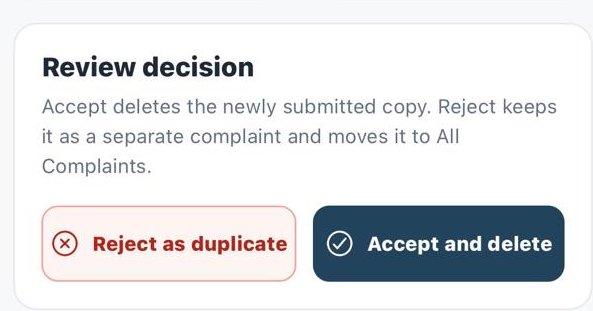 Review decision
Accept deletes the newly submitted copy. Reject keeps
it as a separate complaint and moves it to All
Complaints.
Reject as duplicate
Accept and delete